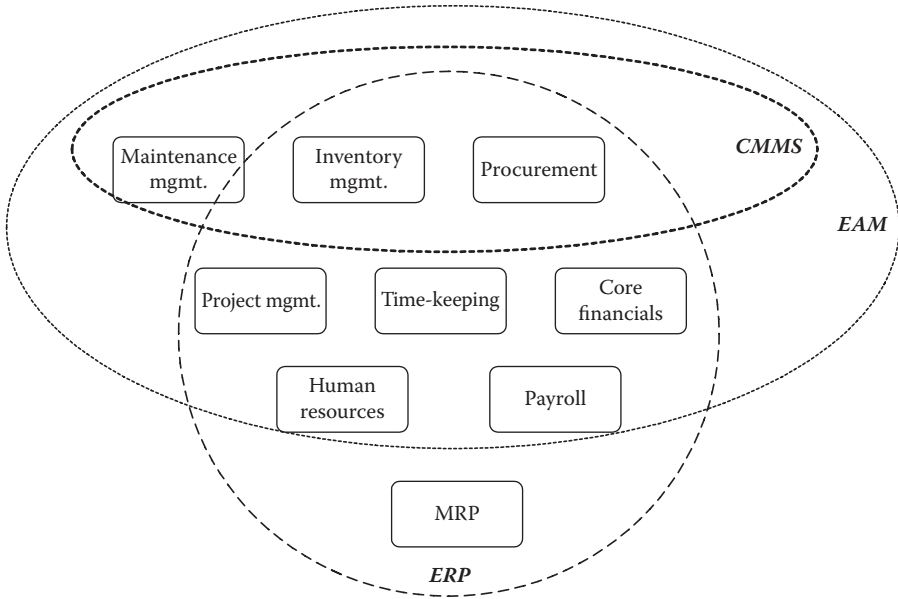 Maintenance
mgmt.
Inventory
mgmt.
Procurement
CMMS
EAM
Project mgmt.
Time-keeping
Core
financials
Human
resources
Payroll
MRP
ERP